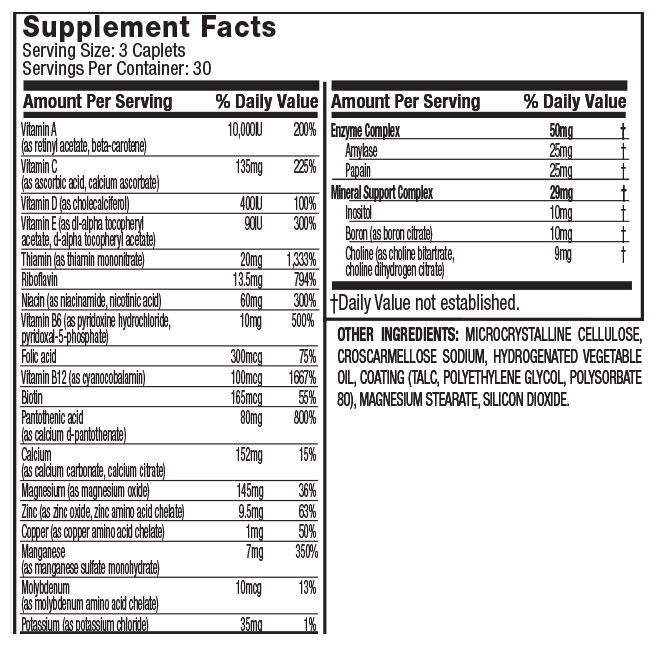 Supplement Facts
Serving Size: 3 Caplets
Servings Per Container: 30
Amount Per Serving % Daily Value
Vitamin A 10,000IU 200%
(as retinyl acetate, beta-carotene)
Vitamin C 135mg 225%
(as ascorbic acid, calcium ascorbate)
Vitamin D (as cholecalciferol) 400IU 100%
Vitamin E (as dl-alpha tocopheryl 90IU 300%
acetate, d-alpha tocopheryl acetate)
Thiamin (as thiamin mononitrate) 20mg 1,333%
Riboflavin 13.5mg 794%
Niacin (as niacinamide, nicotinic acid) 60mg 300%
Vitamin B6 (as pyridoxine hydrochloride, 10mg 500%
pyridoxal-5-phosphate)
Folic acid 300mcg 75%
Vitamin B12 (as cyanocobalamin) 100mcg 1667%
Biotin 165mcg 55%
Pantothenic acid 80mg 800%
(as calcium d-pantothenate)
Calcium 152mg 15%
(as calcium carbonate, calcium citrate)
Magnesium (as magnesium oxide) 145mg 36%
Zinc (as zinc oxide, zinc amino acid chelate) 9.5mg 63%
Copper (as copper amino acid chelate) 1mg 50%
Manganese 7mg 350%
(as manganese sulfate monohydrate)
Molybdenum 10mcg 13%
(as molybdenum amino acid chelate)
Potassium (as potassium chloride) 35mg 1%
Amount Per Serving % Daily Value
Enzyme Complex 50mg †
Amylase 25mg †
Papain 25mg †
Mineral Support Complex 29mg †
Inositol 10mg †
Boron (as boron citrate) 10mg †
Choline (as choline bitartrate, 9mg †
choline dihydrogen citrate)
†Daily Value not established.
OTHER INGREDIENTS: MICROCRYSTALLINE CELLULOSE,
CROSCARMELLOSE SODIUM, HYDROGENATED VEGETABLE
OIL, COATING (TALC, POLYETHYLENE GLYCOL, POLYSORBATE
80), MAGNESIUM STEARATE, SILICON DIOXIDE.